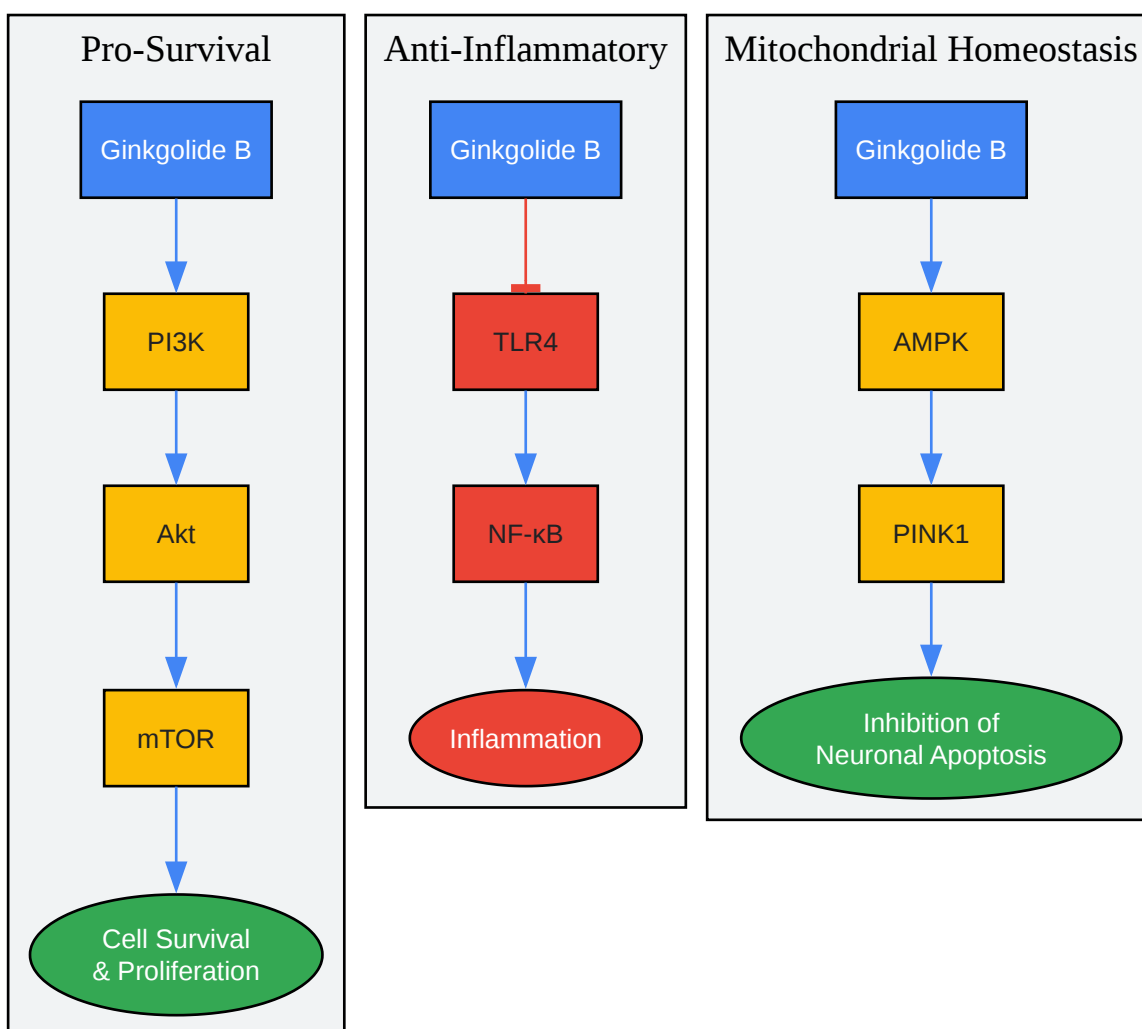 Pro-Survival
Ginkgolide B
PI3K
Akt
mTOR
Cell Survival
& Proliferation
Anti-Inflammatory
Ginkgolide B
TLR4
NF-κB
Inflammation
Mitochondrial Homeostasis
Ginkgolide B
AMPK
PINK1
Inhibition of
Neuronal Apoptosis